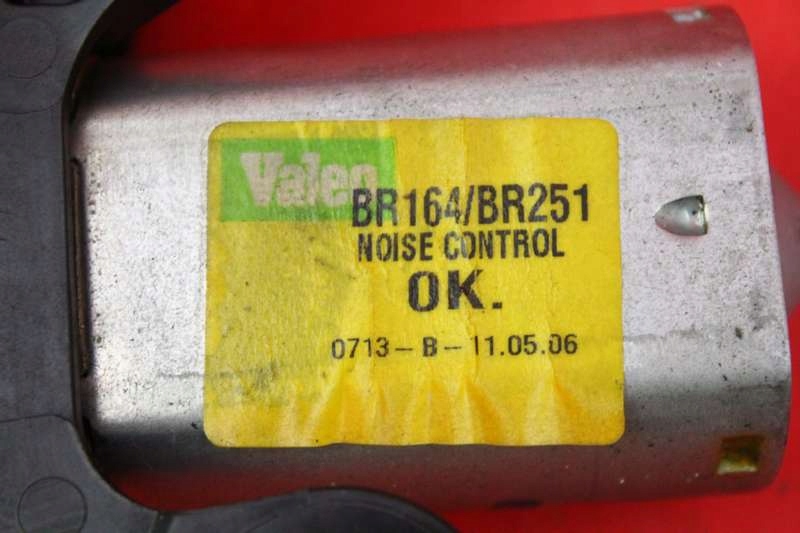 Valeo
BR164/BR251
NOISE CONTROL
OK.
0713-B-11.05.06